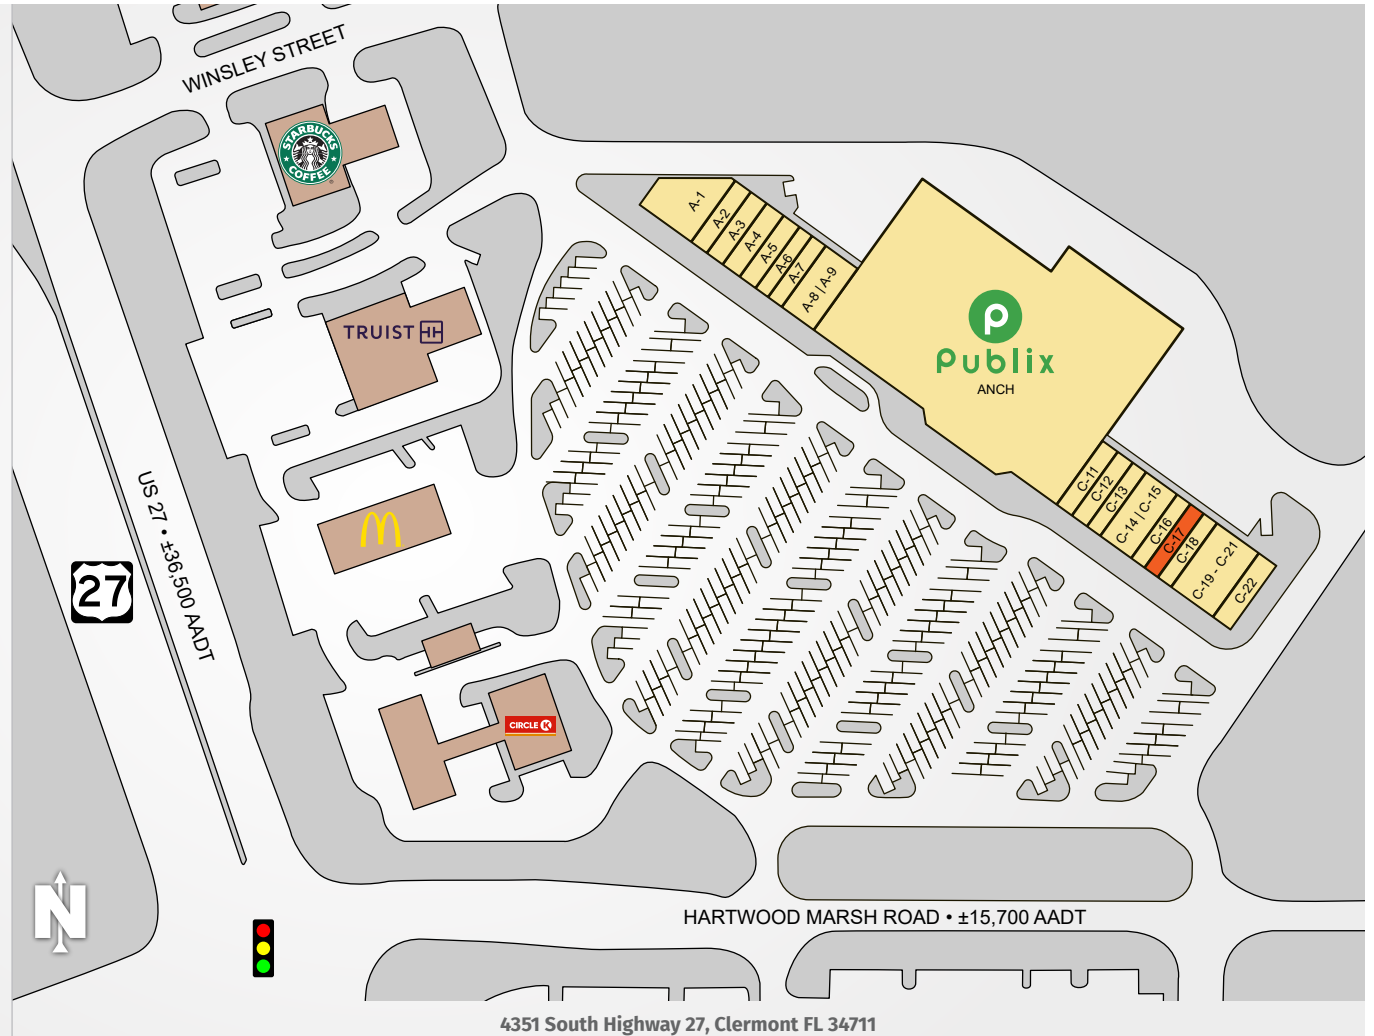 WINSLEY STREET
STARBUCKS
COFFEE
A-1
A-2
A-3
A-4
A-5
A-6
A-7
A-8 | A-9
Publix
ANCH
TRUIST
C-11
C-12
C-13
C-14 | C-15
C-16
C-17
C-18
C-19 - C-21
C-22
US 27 • ±36,500 AADT
27
CIRCLE K
HARTWOOD MARSH ROAD • ±15,700 AADT
N
4351 South Highway 27, Clermont FL 34711